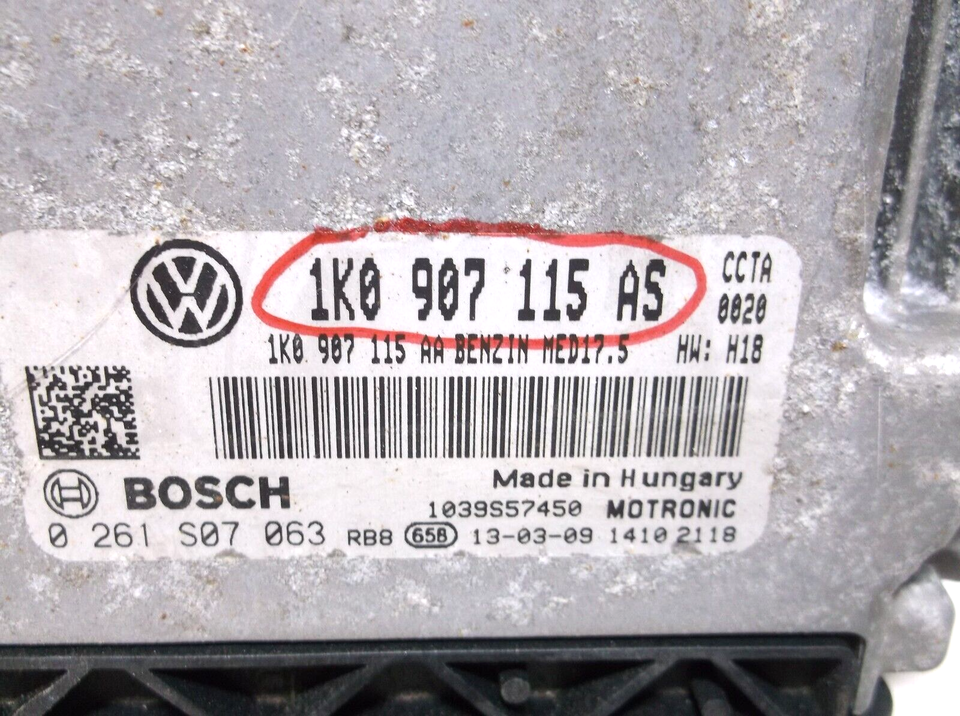 1K0 907 115 AS
CCTA
0020
1K0 907 115 AA BENZIN MED17.5 HW: H18
BOSCH
Made in Hungary
1039S57450 MOTRONIC
0 261 S07 063 RB8 658 13-03-09 1410 2118